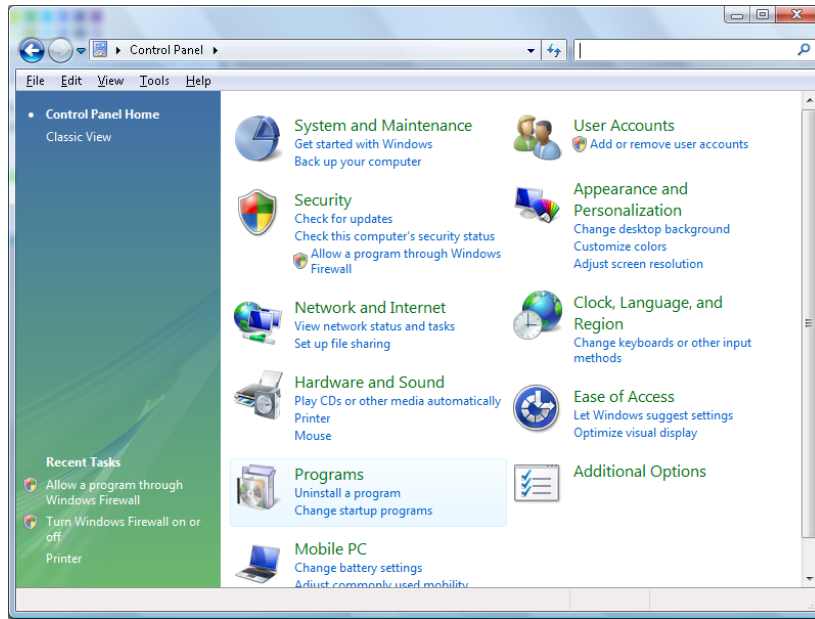 Control Panel
File Edit View Tools Help
Control Panel Home
Classic View
Recent Tasks
Allow a program through
Windows Firewall
Turn Windows Firewall on or
off
Printer
System and Maintenance
Get started with Windows
Back up your computer
Security
Check for updates
Check this computer's security status
Allow a program through Windows
Firewall
Network and Internet
View network status and tasks
Set up file sharing
Hardware and Sound
Play CDs or other media automatically
Printer
Mouse
Programs
Uninstall a program
Change startup programs
Mobile PC
Change battery settings
Adjust commonly used mobility
User Accounts
Add or remove user accounts
Appearance and
Personalization
Change desktop background
Customize colors
Adjust screen resolution
Clock, Language, and
Region
Change keyboards or other input
methods
Ease of Access
Let Windows suggest settings
Optimize visual display
Additional Options